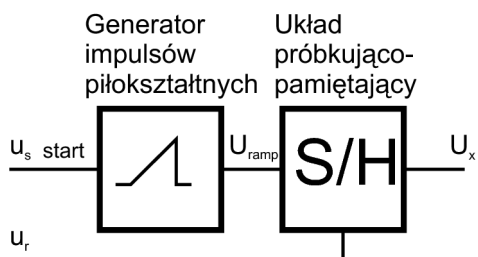 Generator
impulsów
piłokształtnych
Układ
próbkująco-
pamiętający
us start
Uramp
S/H
Ux
ur